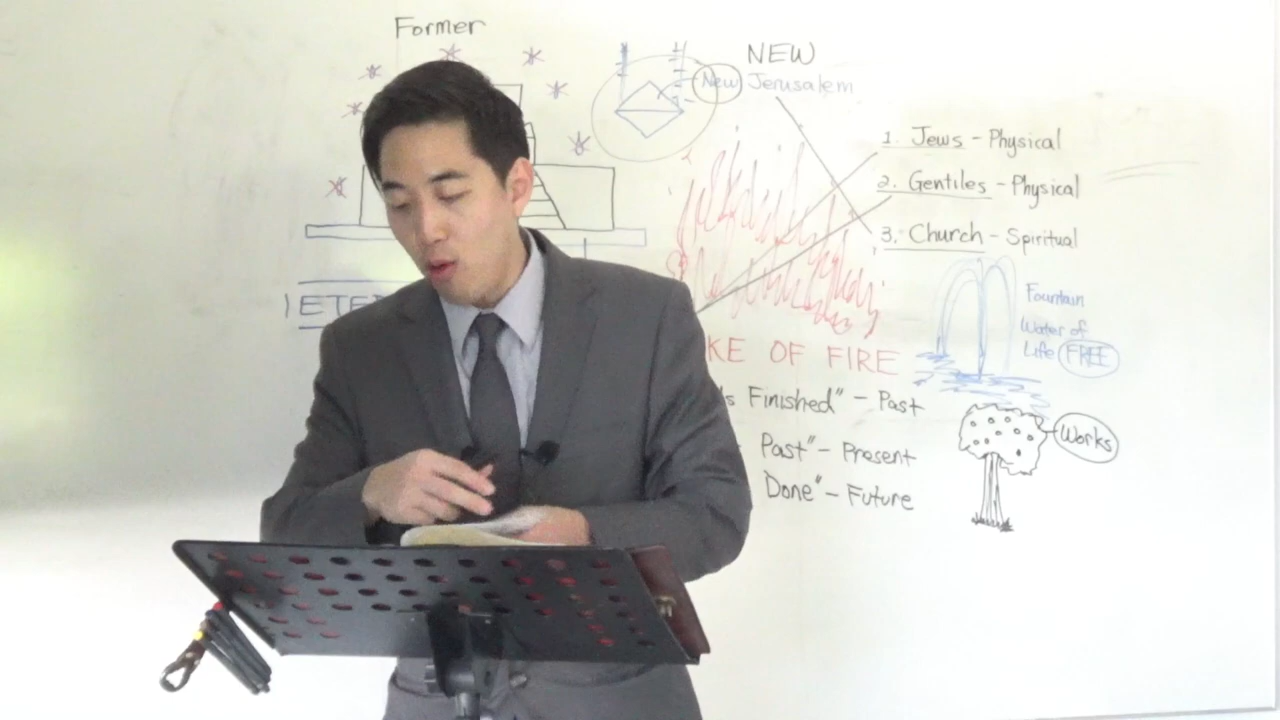 Former
NEW
New Jerusalem
1. Jews - Physical
2. Gentiles - Physical
3. Church - Spiritual
Fountain
Water of
Life FREE
OF FIRE
Finished" - Past
Past" - Present
Done" - Future
Works